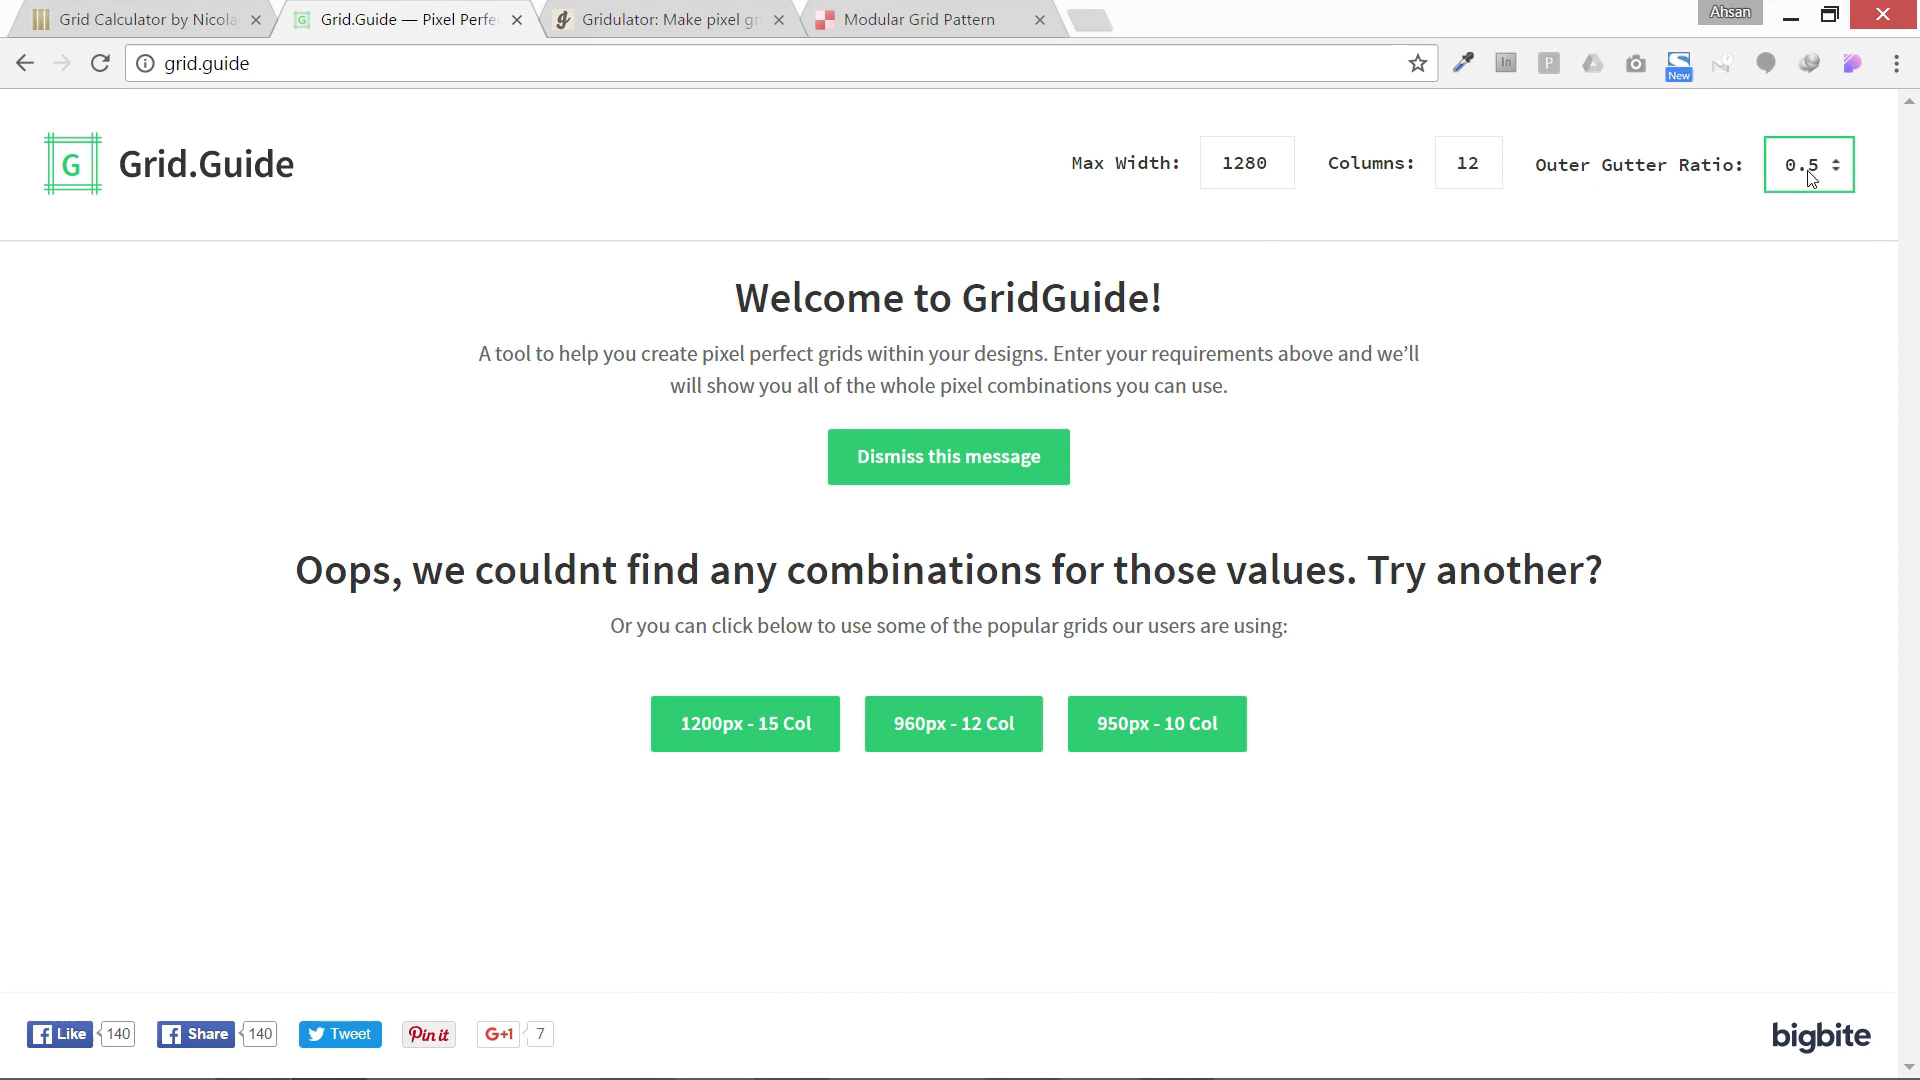 Grid Calculator by Nicola
Grid.Guide — Pixel Perfe
Gridulator: Make pixel gr
Modular Grid Pattern
Ahsan
grid.guide
In
P
New
G
Grid.Guide
Max Width: 1280
Columns: 12
Outer Gutter Ratio: 0.5
Welcome to GridGuide!
A tool to help you create pixel perfect grids within your designs. Enter your requirements above and we’ll
will show you all of the whole pixel combinations you can use.
Dismiss this message
Oops, we couldnt find any combinations for those values. Try another?
Or you can click below to use some of the popular grids our users are using:
1200px - 15 Col
960px - 12 Col
950px - 10 Col
Like 140
Share 140
Tweet
Pin it
G+1 7
bigbite